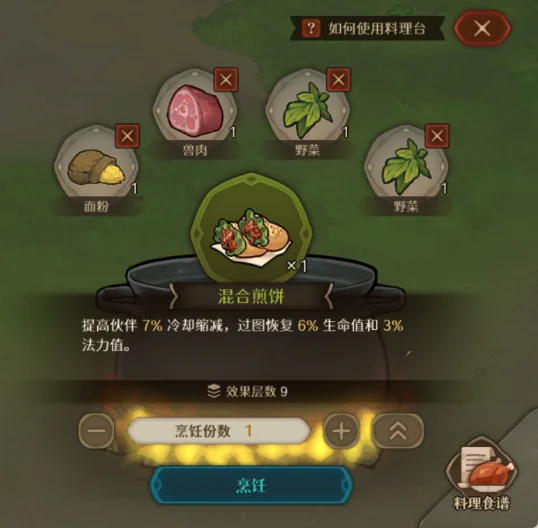 ? 如何使用料理台
兽肉 1
野菜 1
面粉 1
野菜 1
×1
混合煎饼
提高伙伴 7% 冷却缩减，过图恢复 6% 生命值和 3%
法力值。
效果层数 9
烹饪份数 1
烹饪
料理食谱